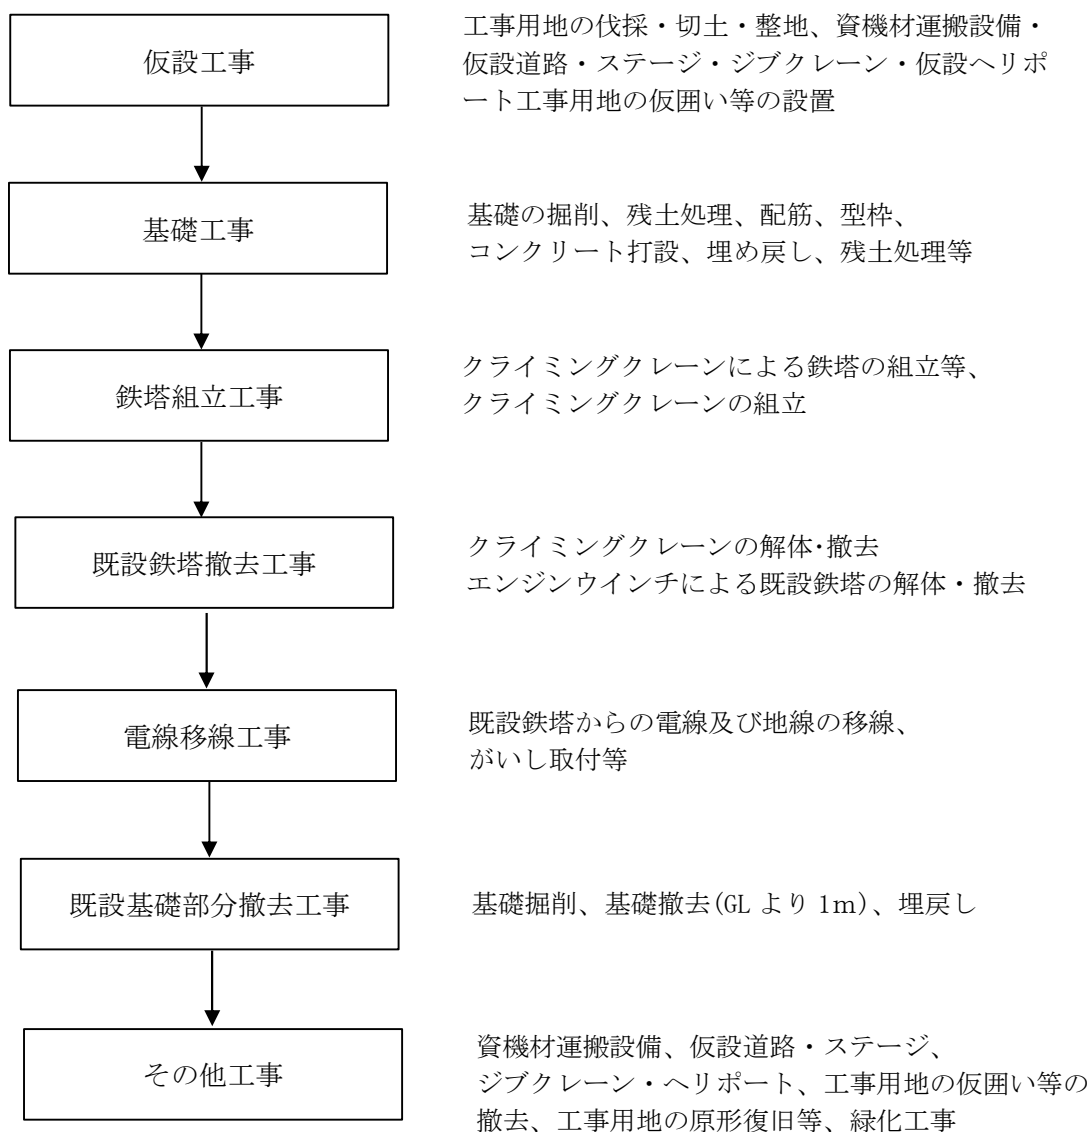 仮設工事
工事用地の伐採・切土・整地、資機材運搬設備・
仮設道路・ステージ・ジブクレーン・仮設ヘリポ
ート工事用地の仮囲い等の設置
基礎工事
基礎の掘削、残土処理、配筋、型枠、
コンクリート打設、埋め戻し、残土処理等
鉄塔組立工事
クライミングクレーンによる鉄塔の組立等、
クライミングクレーンの組立
既設鉄塔撤去工事
クライミングクレーンの解体・撤去
エンジンウインチによる既設鉄塔の解体・撤去
電線移線工事
既設鉄塔からの電線及び地線の移線、
がいし取付等
既設基礎部分撤去工事
基礎掘削、基礎撤去(GL より 1m)、埋戻し
その他工事
資機材運搬設備、仮設道路・ステージ、
ジブクレーン・ヘリポート、工事用地の仮囲い等の
撤去、工事用地の原形復旧等、緑化工事